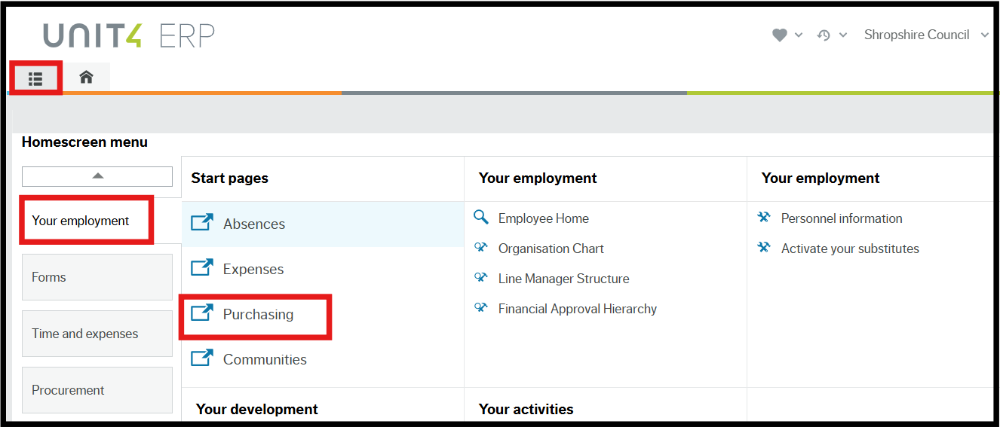 UNIT4 ERP
Shropshire Council
Homescreen menu
Your employment
Forms
Time and expenses
Procurement
Start pages
Absences
Expenses
Purchasing
Communities
Your development
Your employment
Employee Home
Organisation Chart
Line Manager Structure
Financial Approval Hierarchy
Your activities
Your employment
Personnel information
Activate your substitutes